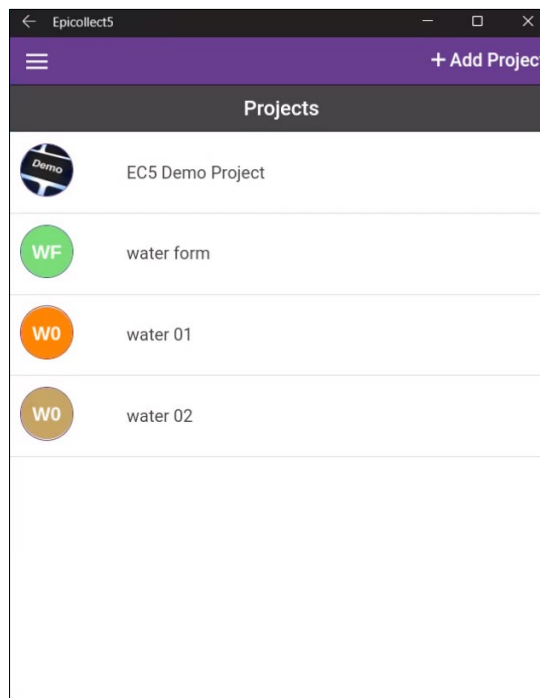 Epicollect5
+ Add Projec
Projects
Demo
EC5 Demo Project
WF
water form
W0
water 01
W0
water 02